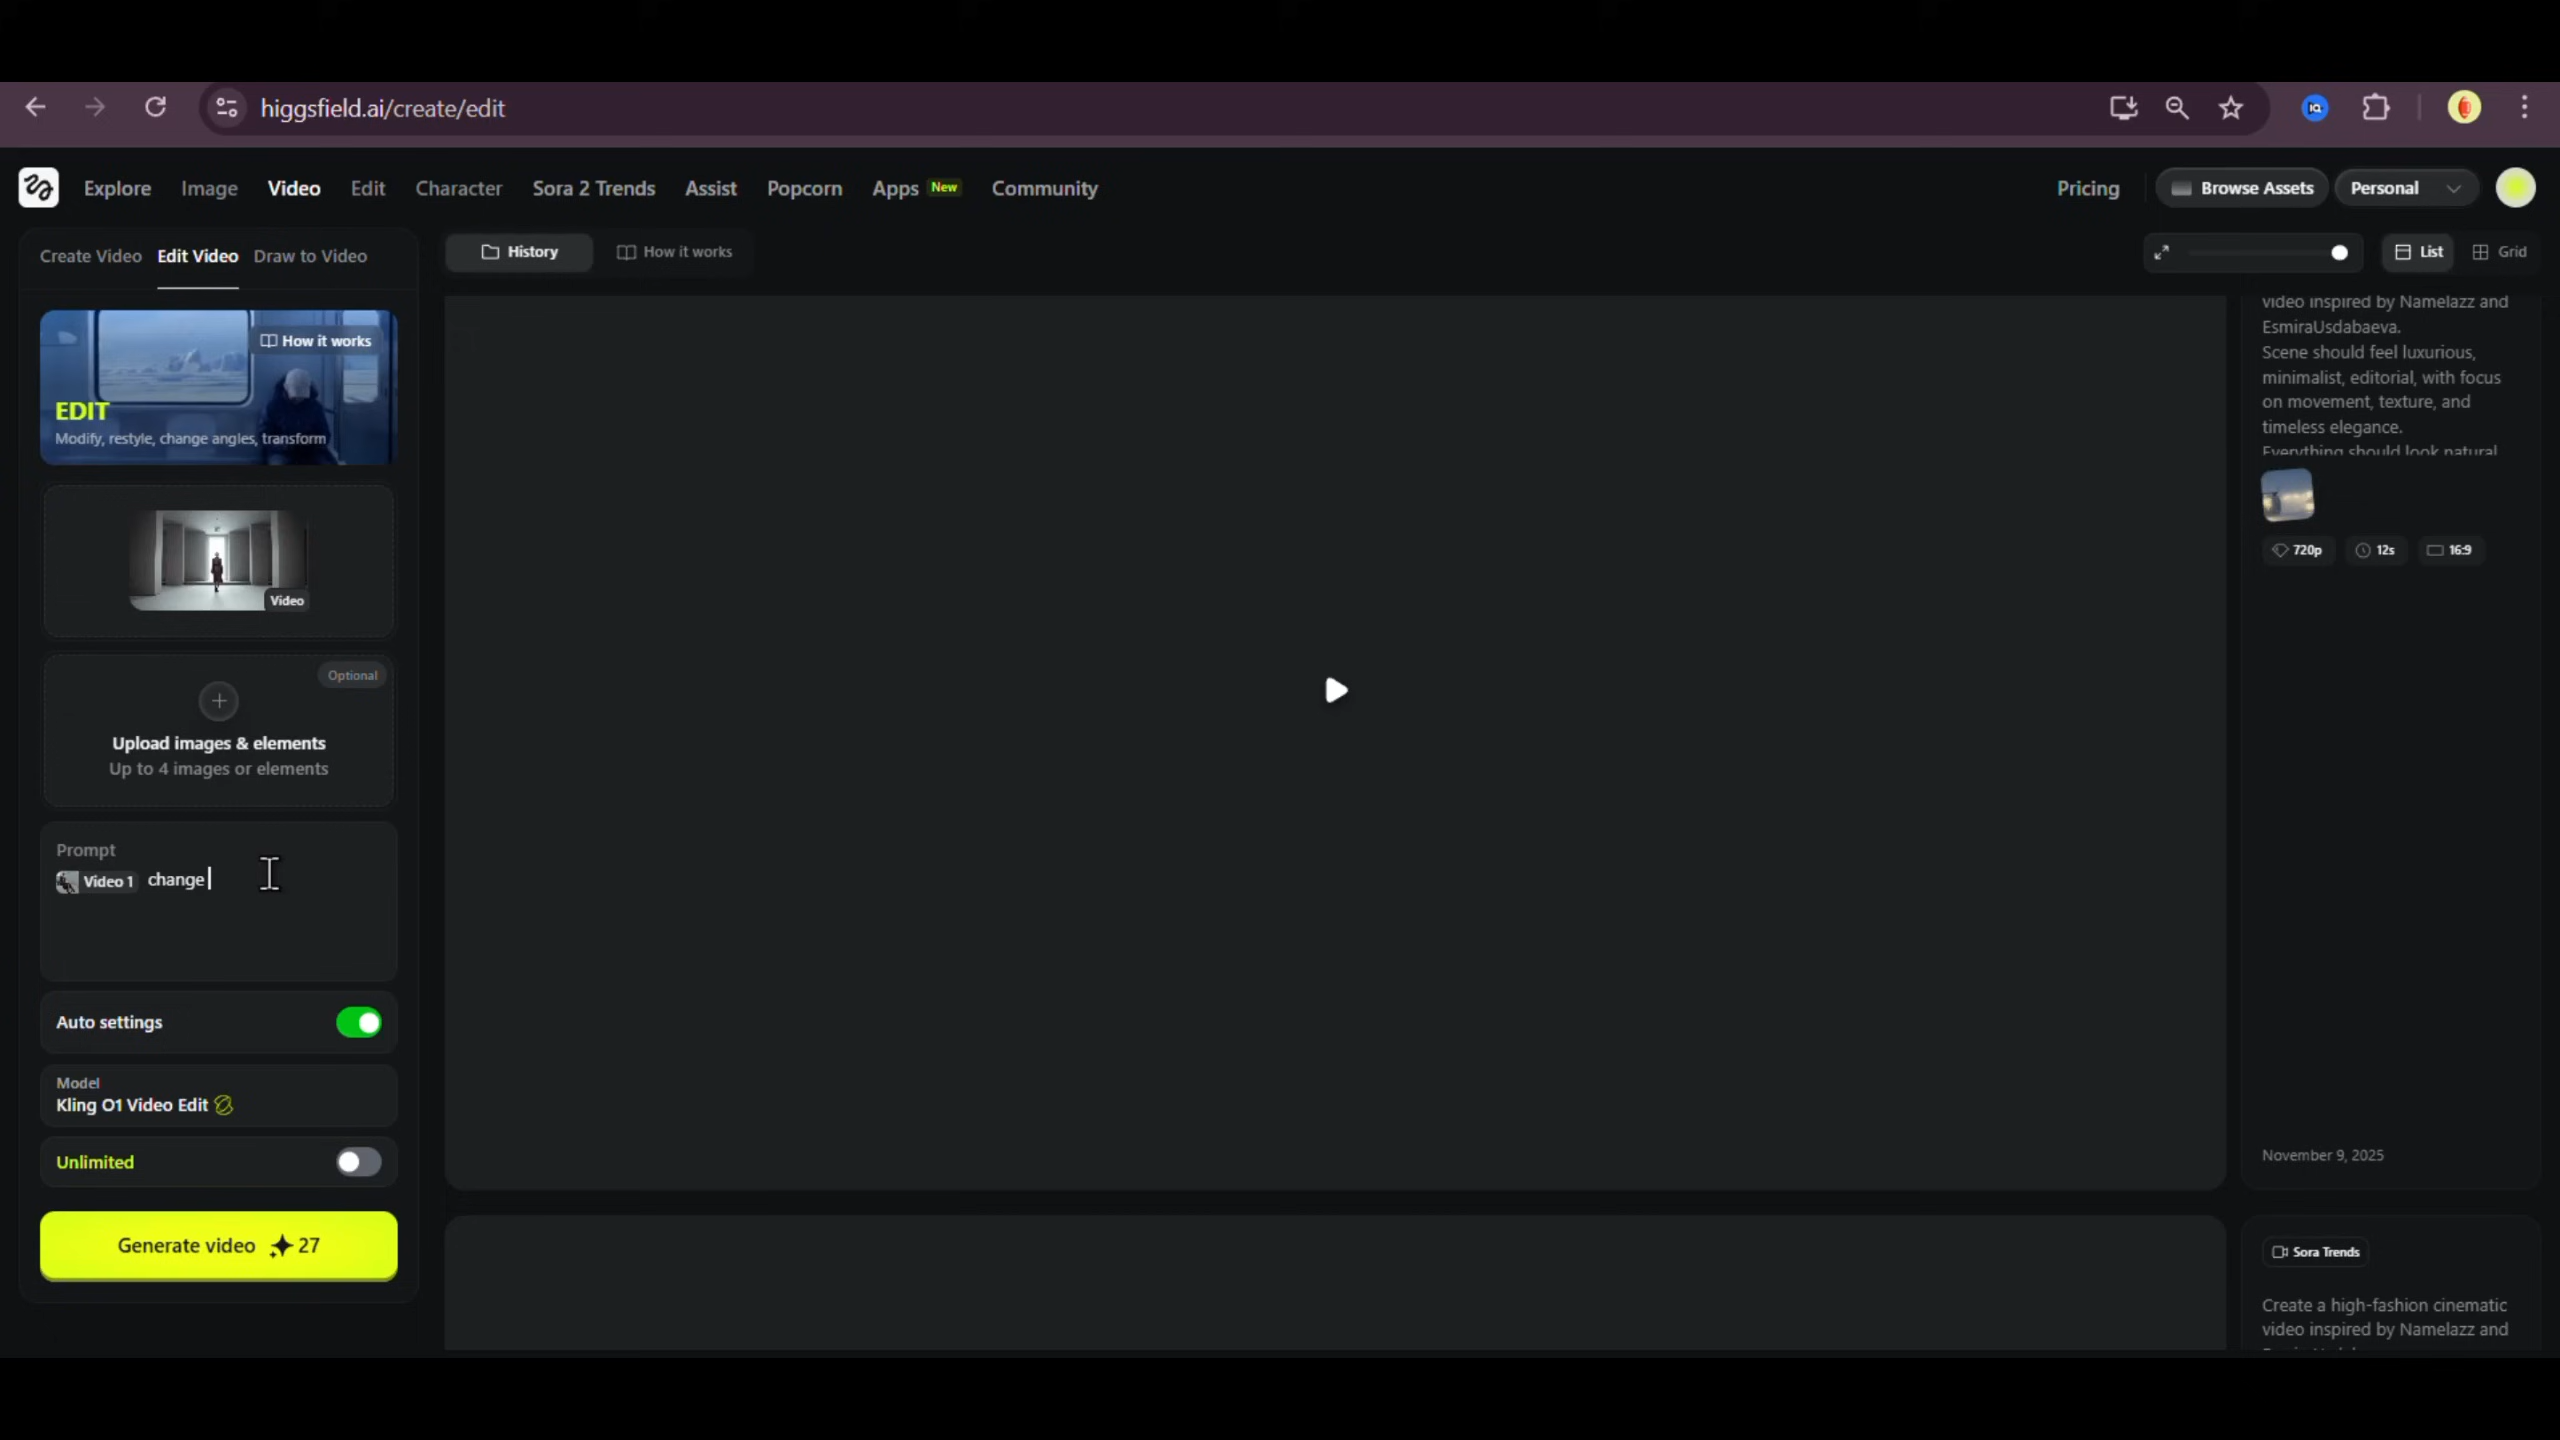 higgsfield.ai/create/edit
Explore Image Video Edit Character Sora 2 Trends Assist Popcorn Apps New Community
Pricing Browse Assets Personal
Create Video Edit Video Draw to Video
History How it works
List Grid
How it works
EDIT
Modify, restyle, change angles, transform
Video
Optional
Upload images & elements
Up to 4 images or elements
Prompt
Video 1 change
Auto settings
Model
Kling O1 Video Edit
Unlimited
Generate video 27
video inspired by Namelazz and
EsmiraUsdabaeva.
Scene should feel luxurious,
minimalist, editorial, with focus
on movement, texture, and
timeless elegance.
Everything should look natural
720p 12s 16:9
November 9, 2025
Sora Trends
Create a high-fashion cinematic
video inspired by Namelazz and